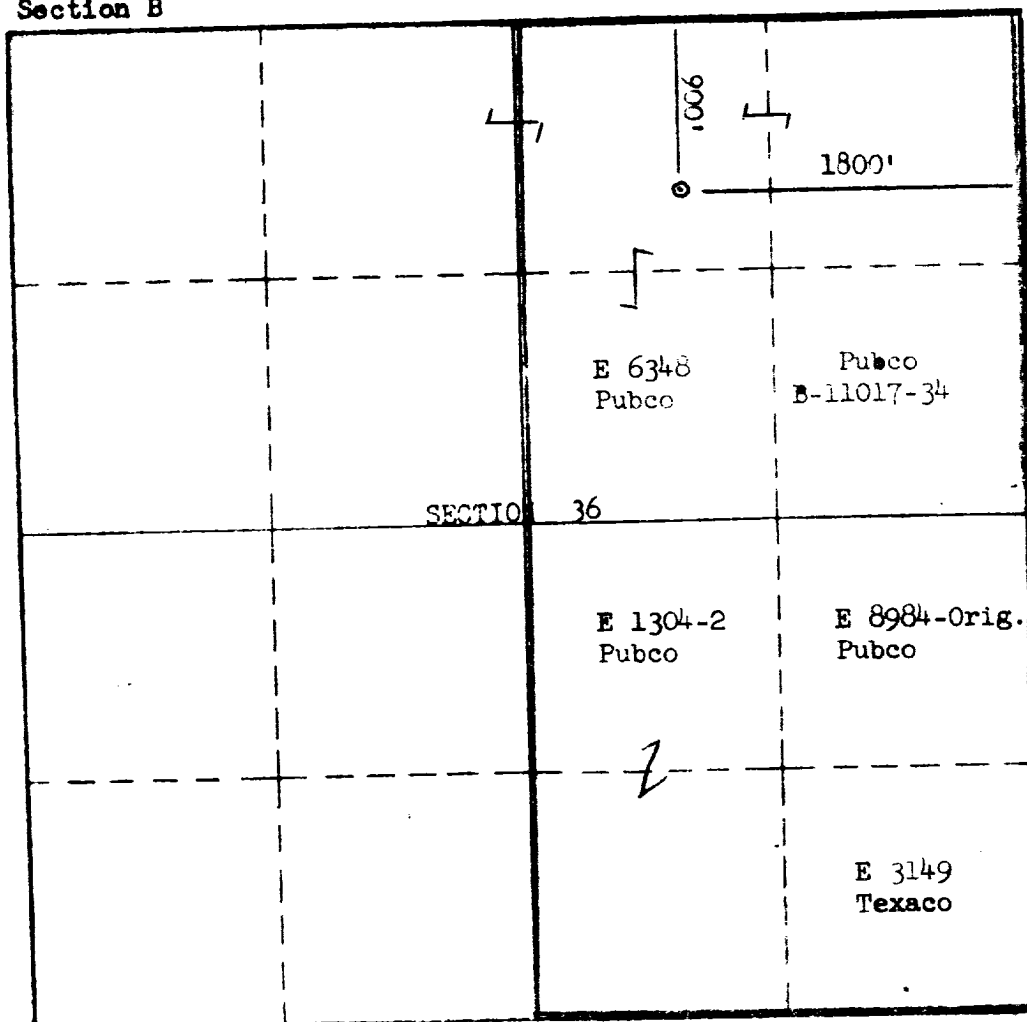 Section B
900'
1800'
E 6348
Pubco
Pubco
B-11017-34
SECTIO 36
E 1304-2
Pubco
E 8984-Orig.
Pubco
E 3149
Texaco